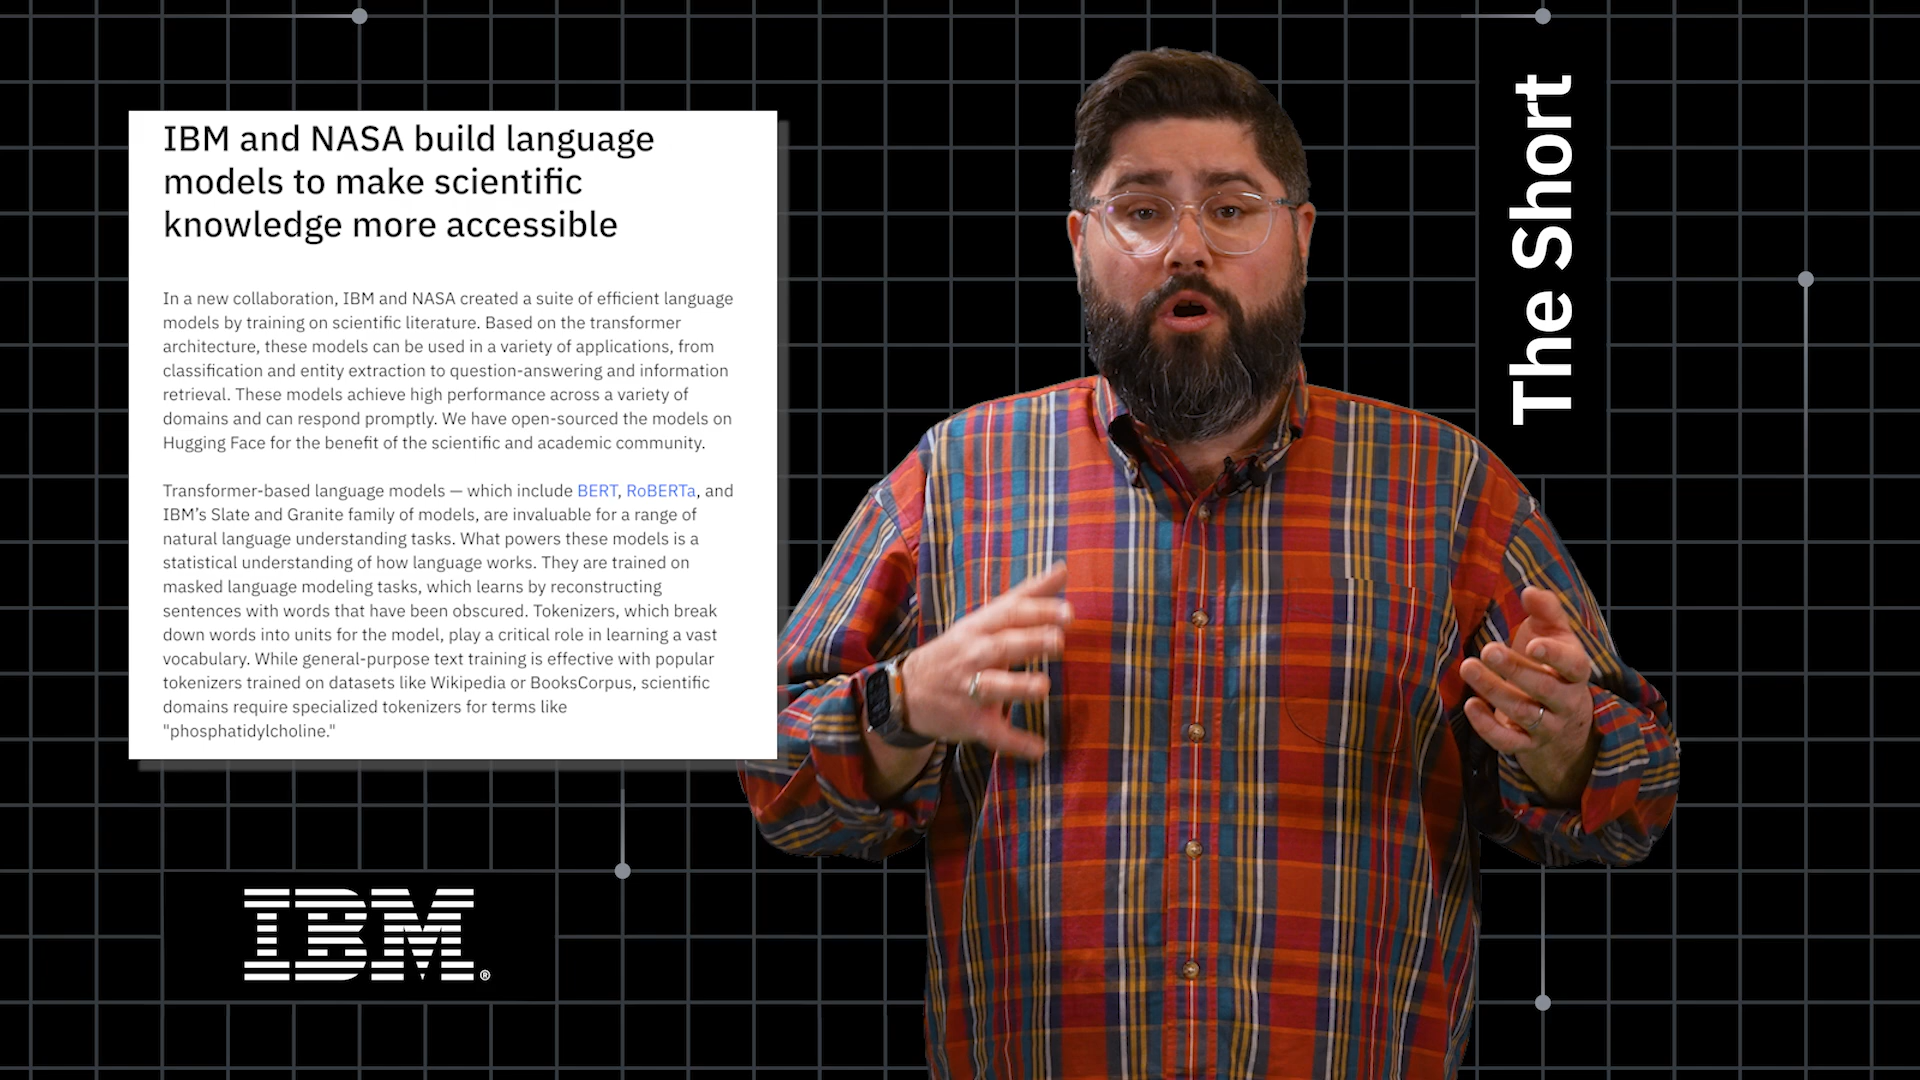 IBM and NASA build language
models to make scientific
knowledge more accessible
In a new collaboration, IBM and NASA created a suite of efficient language
models by training on scientific literature. Based on the transformer
architecture, these models can be used in a variety of applications, from
classification and entity extraction to question-answering and information
retrieval. These models achieve high performance across a variety of
domains and can respond promptly. We have open-sourced the models on
Hugging Face for the benefit of the scientific and academic community.
Transformer-based language models — which include BERT, RoBERTa, and
IBM’s Slate and Granite family of models, are invaluable for a range of
natural language understanding tasks. What powers these models is a
statistical understanding of how language works. They are trained on
masked language modeling tasks, which learns by reconstructing
sentences with words that have been obscured. Tokenizers, which break
down words into units for the model, play a critical role in learning a vast
vocabulary. While general-purpose text training is effective with popular
tokenizers trained on datasets like Wikipedia or BooksCorpus, scientific
domains require specialized tokenizers for terms like
"phosphatidylcholine."
The Short
IBM®